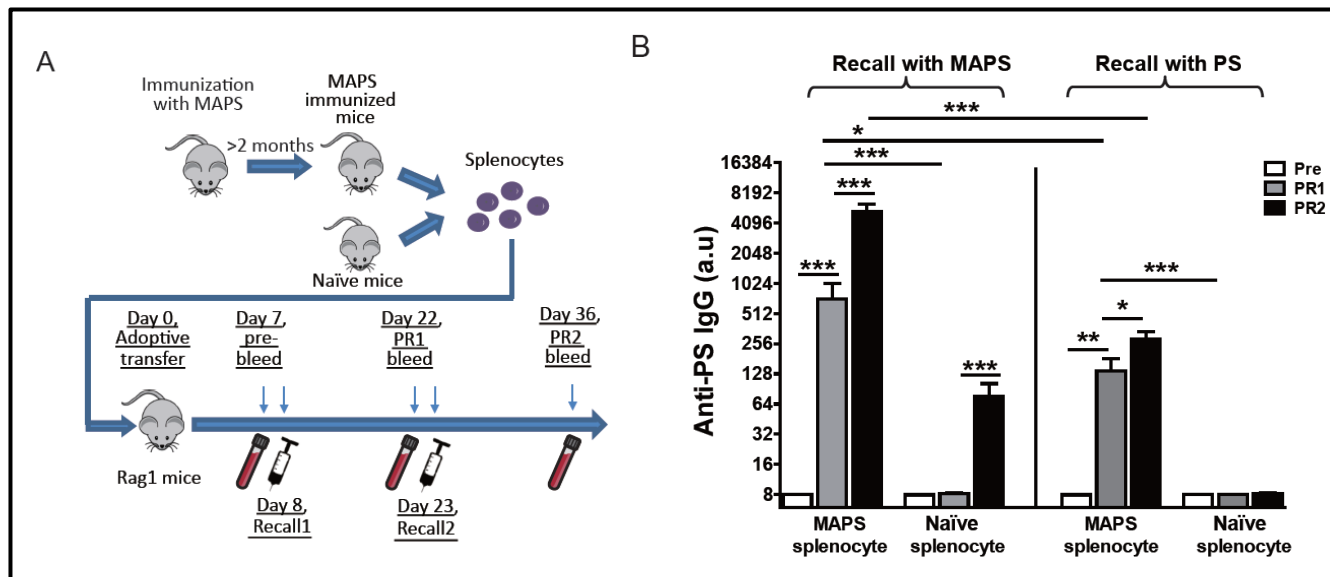 A
Immunization
with MAPS
>2 months
MAPS
immunized
mice
Splenocytes
Naïve mice
Day 0,
Adoptive
transfer
Day 7,
pre-
bleed
Day 22,
PR1
bleed
Day 36,
PR2
bleed
Rag1 mice
Day 8,
Recall1
Day 23,
Recall2
B
Recall with MAPS
Recall with PS
***
*
***
***
***
***
***
*
**
Pre
PR1
PR2
Anti-PS IgG (a.u)
16384
8192
4096
2048
1024
512
256
128
64
32
16
8
MAPS
splenocyte
Naïve
splenocyte
MAPS
splenocyte
Naïve
splenocyte